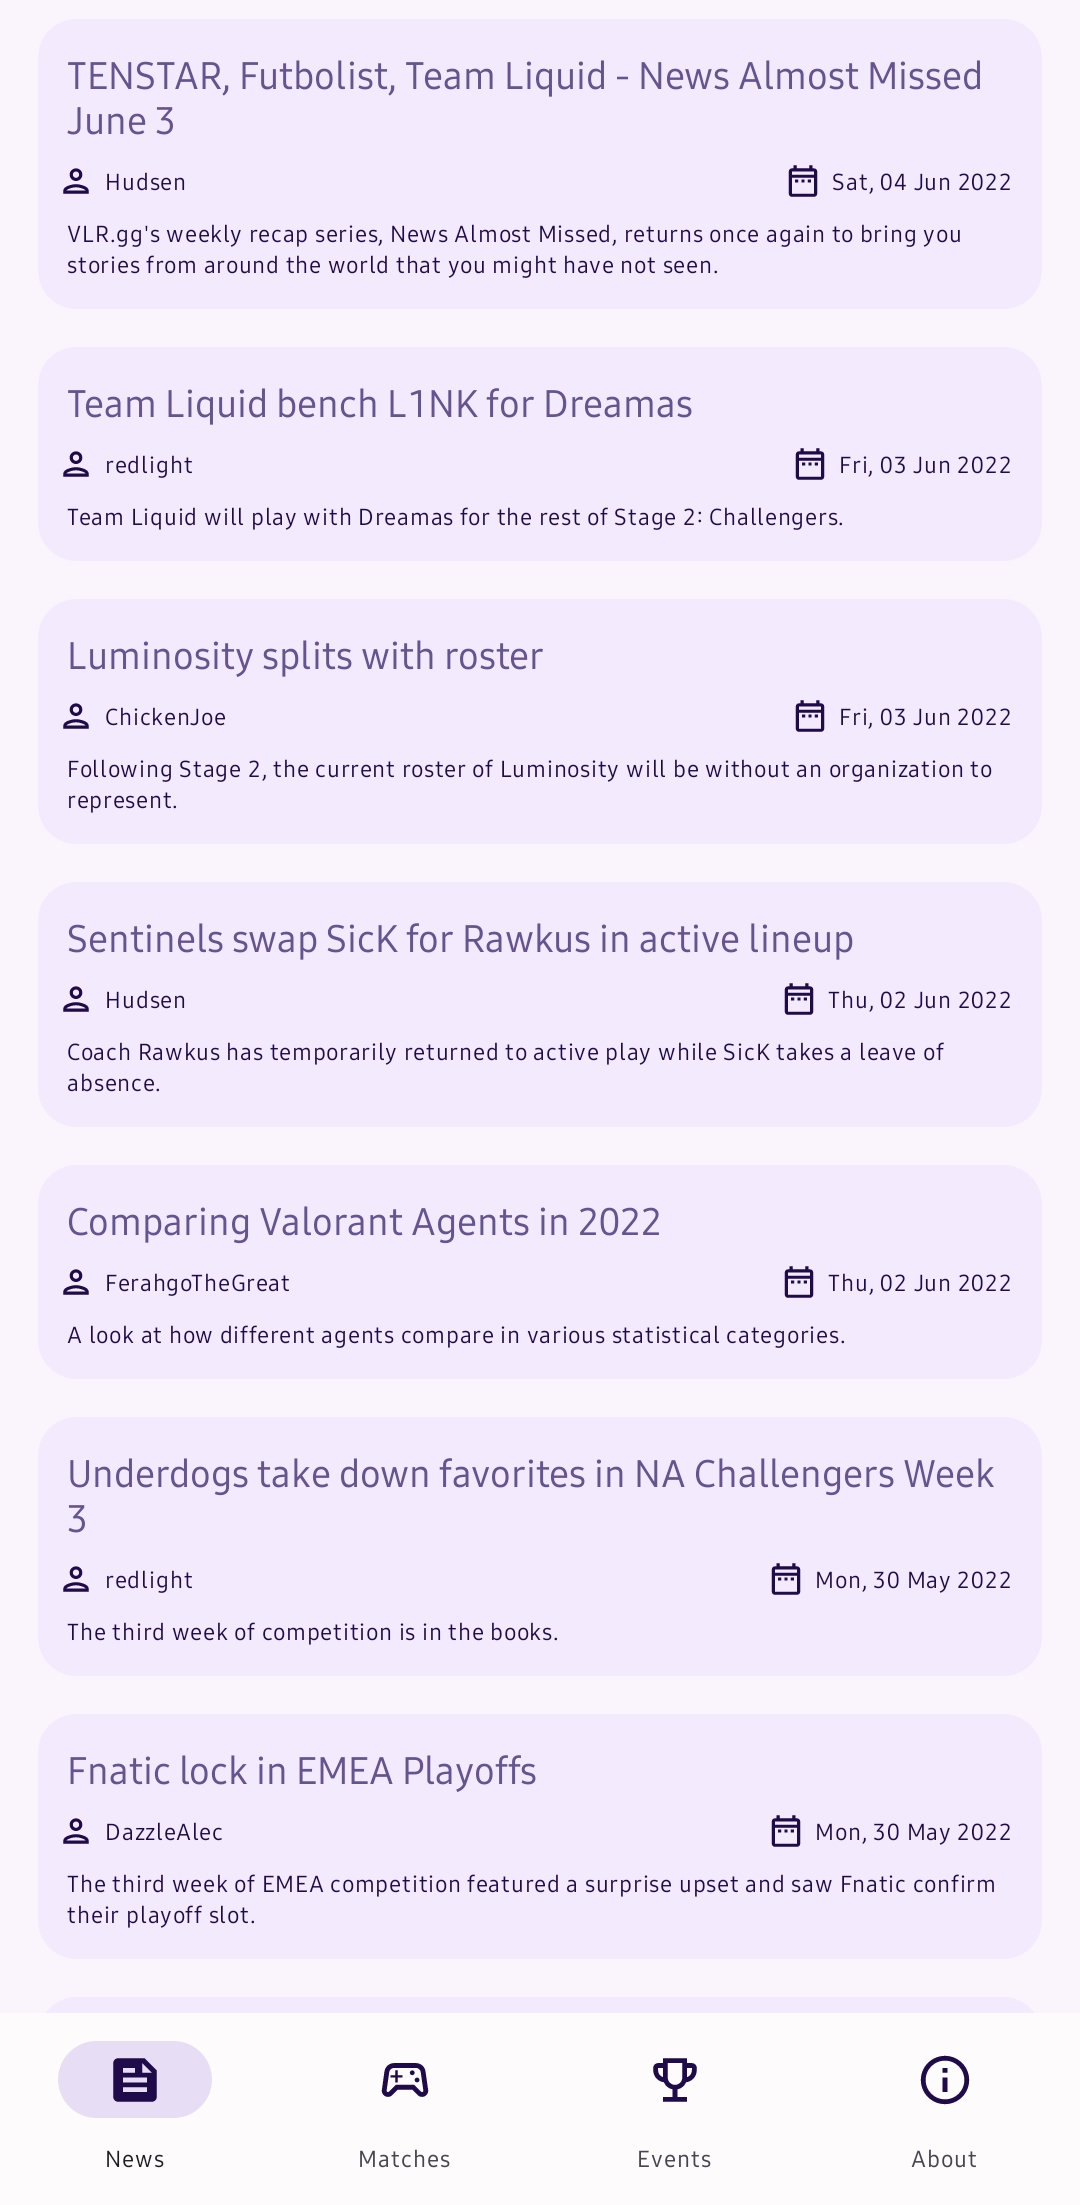 TENSTAR, Futbolist, Team Liquid - News Almost Missed
June 3
Hudsen
Sat, 04 Jun 2022
VLR.gg's weekly recap series, News Almost Missed, returns once again to bring you
stories from around the world that you might have not seen.
Team Liquid bench L1NK for Dreamas
redlight
Fri, 03 Jun 2022
Team Liquid will play with Dreamas for the rest of Stage 2: Challengers.
Luminosity splits with roster
ChickenJoe
Fri, 03 Jun 2022
Following Stage 2, the current roster of Luminosity will be without an organization to
represent.
Sentinels swap SicK for Rawkus in active lineup
Hudsen
Thu, 02 Jun 2022
Coach Rawkus has temporarily returned to active play while SicK takes a leave of
absence.
Comparing Valorant Agents in 2022
FerahgoTheGreat
Thu, 02 Jun 2022
A look at how different agents compare in various statistical categories.
Underdogs take down favorites in NA Challengers Week
3
redlight
Mon, 30 May 2022
The third week of competition is in the books.
Fnatic lock in EMEA Playoffs
DazzleAlec
Mon, 30 May 2022
The third week of EMEA competition featured a surprise upset and saw Fnatic confirm
their playoff slot.
News
Matches
Events
About